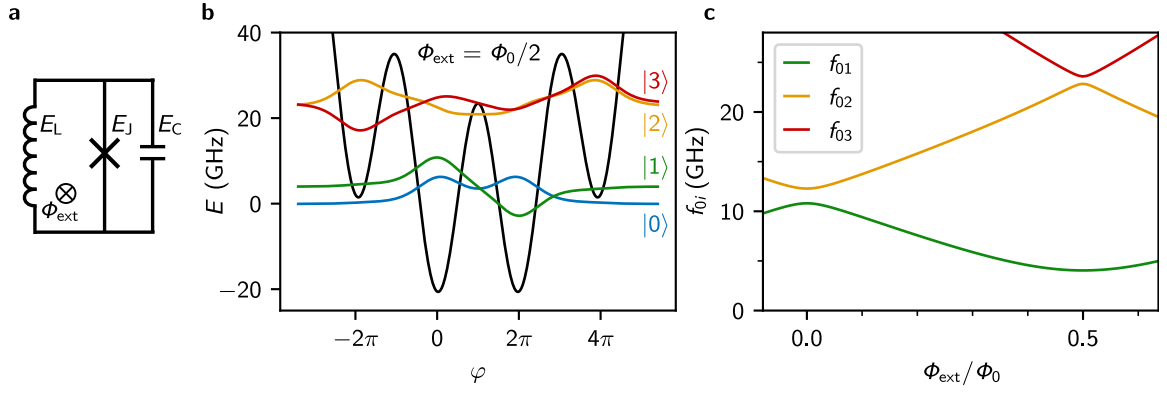 a
E_L
E_J
E_C
Φ_ext
b
Φ_ext = Φ_0/2
40
20
0
−20
E (GHz)
|3⟩
|2⟩
|1⟩
|0⟩
−2π
0
2π
4π
φ
c
f_01
f_02
f_03
20
10
0
f_0i (GHz)
0.0
0.5
Φ_ext/Φ_0